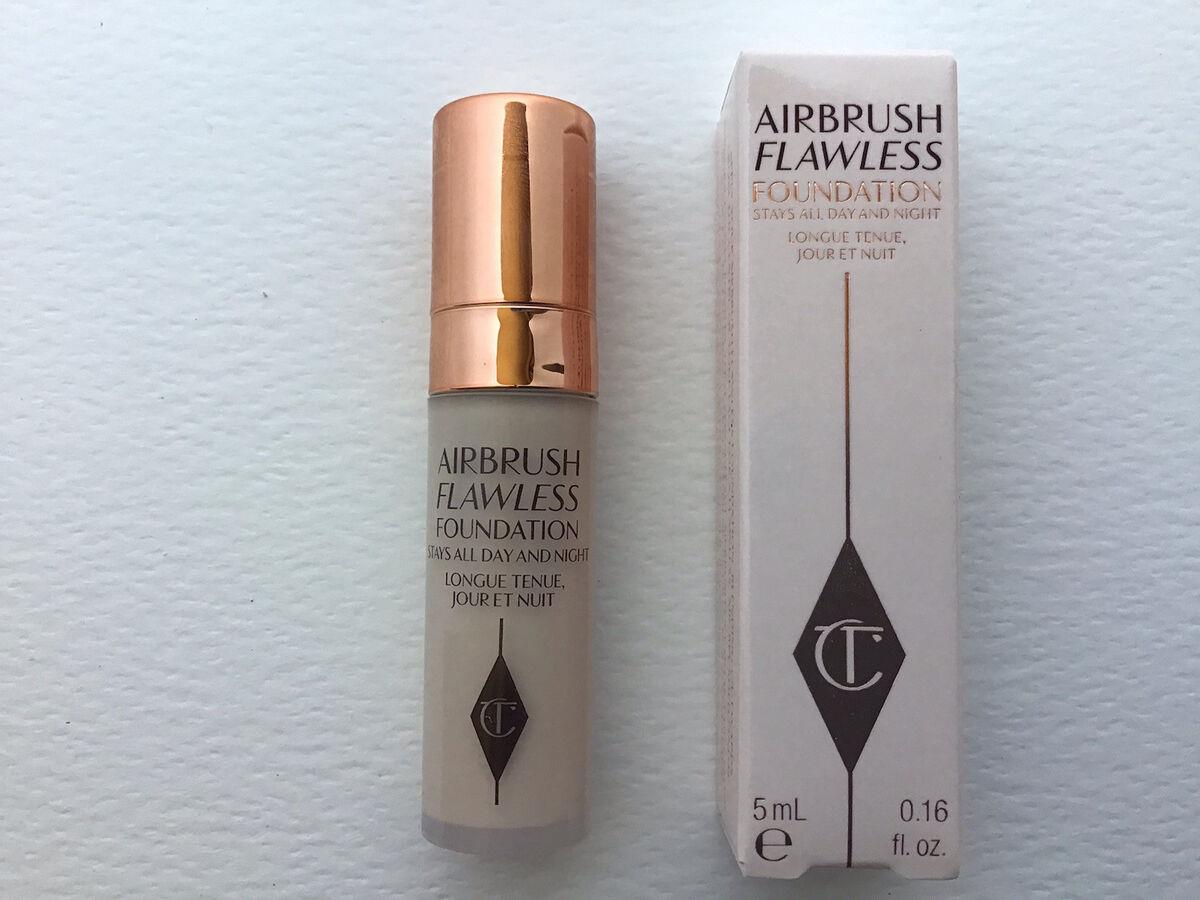 AIRBRUSH
FLAWLESS
FOUNDATION
STAYS ALL DAY AND NIGHT
LONGUE TENUE,
JOUR ET NUIT
CT
AIRBRUSH
FLAWLESS
FOUNDATION
STAYS ALL DAY AND NIGHT
LONGUE TENUE,
JOUR ET NUIT
CT
5 mL 0.16
e fl. oz.